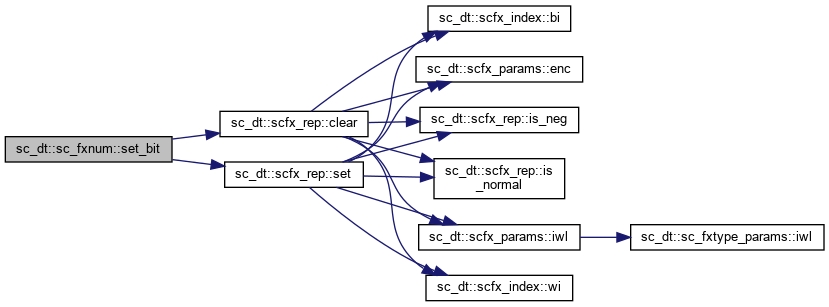 sc_dt::sc_fxnum::set_bit
sc_dt::scfx_rep::clear
sc_dt::scfx_rep::set
sc_dt::scfx_index::bi
sc_dt::scfx_params::enc
sc_dt::scfx_rep::is_neg
sc_dt::scfx_rep::is
_normal
sc_dt::scfx_params::iwl
sc_dt::scfx_index::wi
sc_dt::sc_fxtype_params::iwl